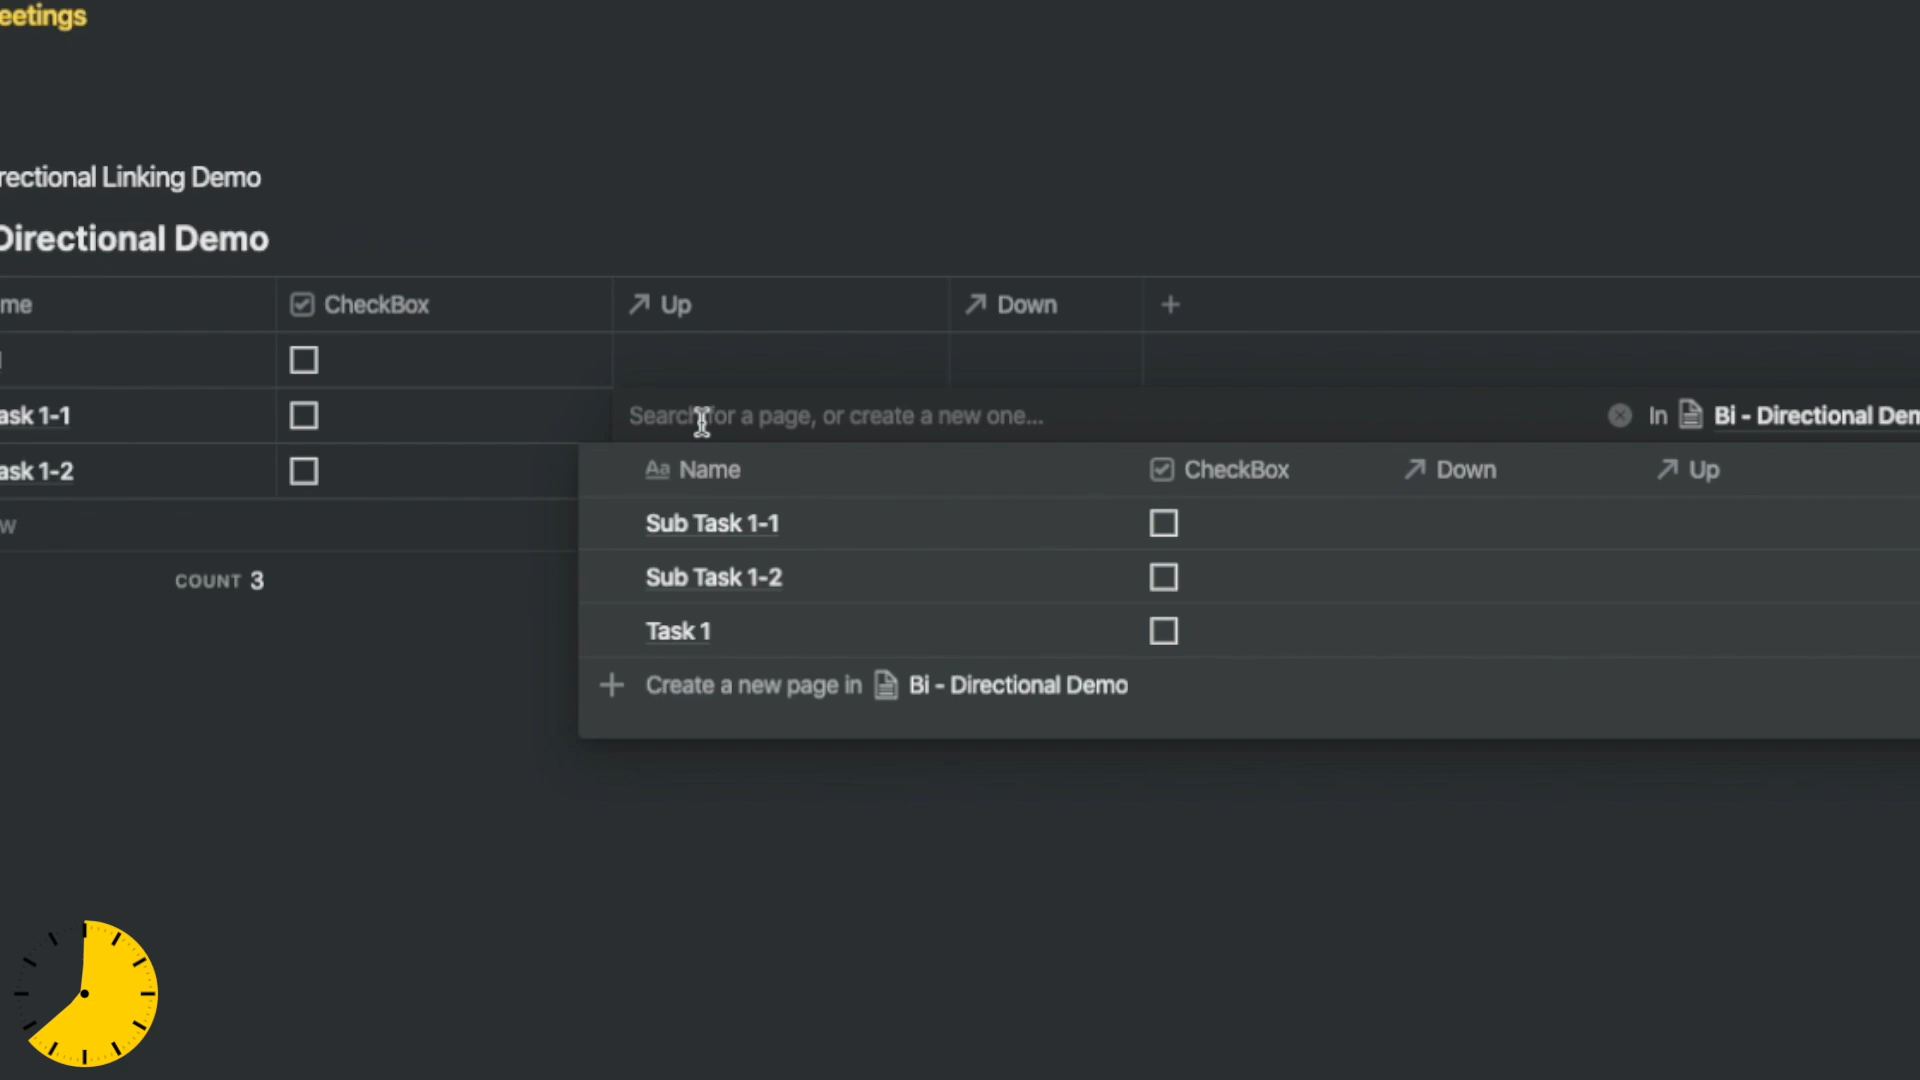 eetings
rectional Linking Demo
Directional Demo
me CheckBox Up Down
ask 1-1 Search for a page, or create a new one... In Bi - Directional Dem
ask 1-2
w
COUNT 3
Aa Name CheckBox Down Up
Sub Task 1-1
Sub Task 1-2
Task 1
Create a new page in Bi - Directional Demo